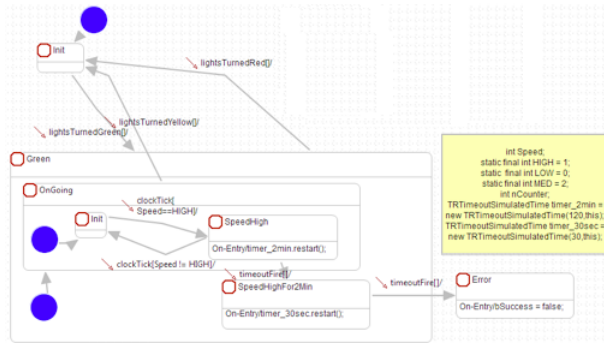 Init
lightsTurnedRed[]/
lightsTurnedYellow[]/
lightsTurnedGreen[]/
Green
OnGoing
clockTick[
Speed==HIGH]/
Init
SpeedHigh
On-Entry/timer_2min.restart();
clockTick[Speed != HIGH]/
timeoutFire[]/
SpeedHighFor2Min
On-Entry/timer_30sec.restart();
timeoutFire[]/
Error
On-Entry/bSuccess = false;
int Speed;
static final int HIGH = 1;
static final int LOW = 0;
static final int MED = 2;
int nCounter;
TRTimeoutSimulatedTime timer_2min =
new TRTimeoutSimulatedTime(120,this);
TRTimeoutSimulatedTime timer_30sec =
new TRTimeoutSimulatedTime(30,this);